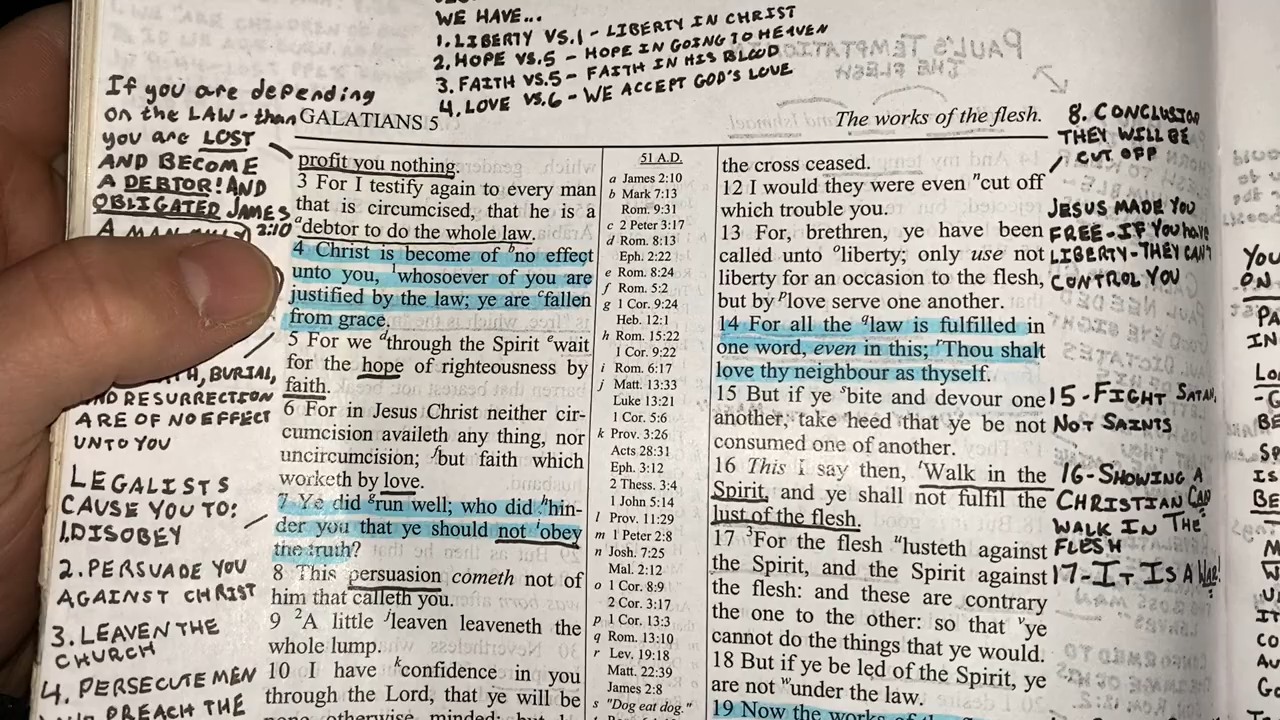 WE HAVE...
1. LIBERTY VS.1 - LIBERTY IN CHRIST
2. HOPE VS.5 - HOPE IN GOING TO HEAVEN
3. FAITH VS.5 - FAITH IN HIS BLOOD
4. LOVE VS.6 - WE ACCEPT GOD'S LOVE
If you are depending
on the LAW - than
you are LOST
AND BECOME
A DEBTOR! AND
OBLIGATED JAMES
2:10
BURIAL,
RESURRECTION
ARE OF NO EFFECT
UNTO YOU
LEGALISTS
CAUSE YOU TO:
1. DISOBEY
2. PERSUADE YOU
AGAINST CHRIST
3. LEAVEN THE
CHURCH
4. PERSECUTE MEN
PREACH THE
GALATIANS 5
The works of the flesh.
profit you nothing.
3 For I testify again to every man
that is circumcised, that he is a
a debtor to do the whole law.
4 Christ is become of b no effect
unto you, 1 whosoever of you are
justified by the law; ye are c fallen
from grace.
5 For we d through the Spirit e wait
for the hope of righteousness by
faith.
6 For in Jesus Christ neither cir-
cumcision availeth any thing, nor
uncircumcision; f but faith which
worketh by love.
7 Ye did g run well; who did h hin-
der you that ye should not i obey
the truth?
8 This persuasion cometh not of
him that calleth you.
9 2 A little j leaven leaveneth the
whole lump.
10 I have k confidence in you
through the Lord, that ye will be
none otherwise minded: but
51 A.D.
a James 2:10
b Mark 7:13
Rom. 9:31
c 2 Peter 3:17
d Rom. 8:13
Eph. 2:22
e Rom. 8:24
f Rom. 5:2
g 1 Cor. 9:24
Heb. 12:1
h Rom. 15:22
1 Cor. 9:22
i Rom. 6:17
j Matt. 13:33
Luke 13:21
1 Cor. 5:6
k Prov. 3:26
Acts 28:31
Eph. 3:12
2 Thess. 3:4
1 John 5:14
l Prov. 11:29
m 1 Peter 2:8
n Josh. 7:25
Mal. 2:12
o 1 Cor. 8:9
2 Cor. 3:17
p 1 Cor. 13:3
q Rom. 13:10
r Lev. 19:18
Matt. 22:39
James 2:8
s "Dog eat dog."
the cross ceased.
12 I would they were even n cut off
which trouble you.
13 For, brethren, ye have been
called unto o liberty; only use not
liberty for an occasion to the flesh,
but by p love serve one another.
14 For all the q law is fulfilled in
one word, even in this; r Thou shalt
love thy neighbour as thyself.
15 But if ye s bite and devour one
another, take heed that ye be not
consumed one of another.
16 This I say then, t Walk in the
Spirit, and ye shall not fulfil the
lust of the flesh.
17 3 For the flesh u lusteth against
the Spirit, and the Spirit against
the flesh: and these are contrary
the one to the other: so that v ye
cannot do the things that ye would.
18 But if ye be led of the Spirit, ye
are not w under the law.
19 Now the works of the
8. CONCLUSION
THEY WILL BE
CUT OFF
JESUS MADE YOU
FREE - IF YOU have
LIBERTY - THEY CAN'T
CONTROL YOU
15 - FIGHT SATAN,
NOT SAINTS
16 - SHOWING A
CHRISTIAN CAN
WALK IN THE
FLESH
17 - IT IS A WAR!